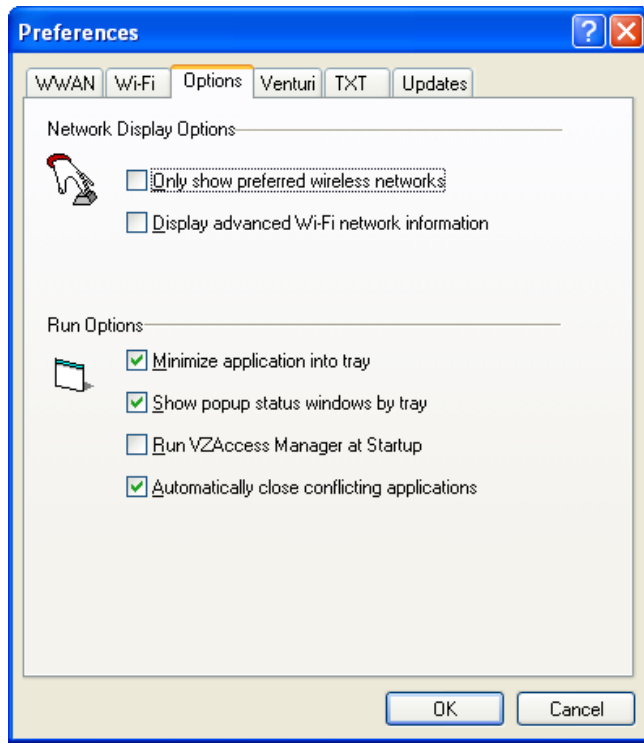 Preferences
WWAN Wi-Fi Options Venturi TXT Updates
Network Display Options
Only show preferred wireless networks
Display advanced Wi-Fi network information
Run Options
Minimize application into tray
Show popup status windows by tray
Run VZAccess Manager at Startup
Automatically close conflicting applications
OK Cancel